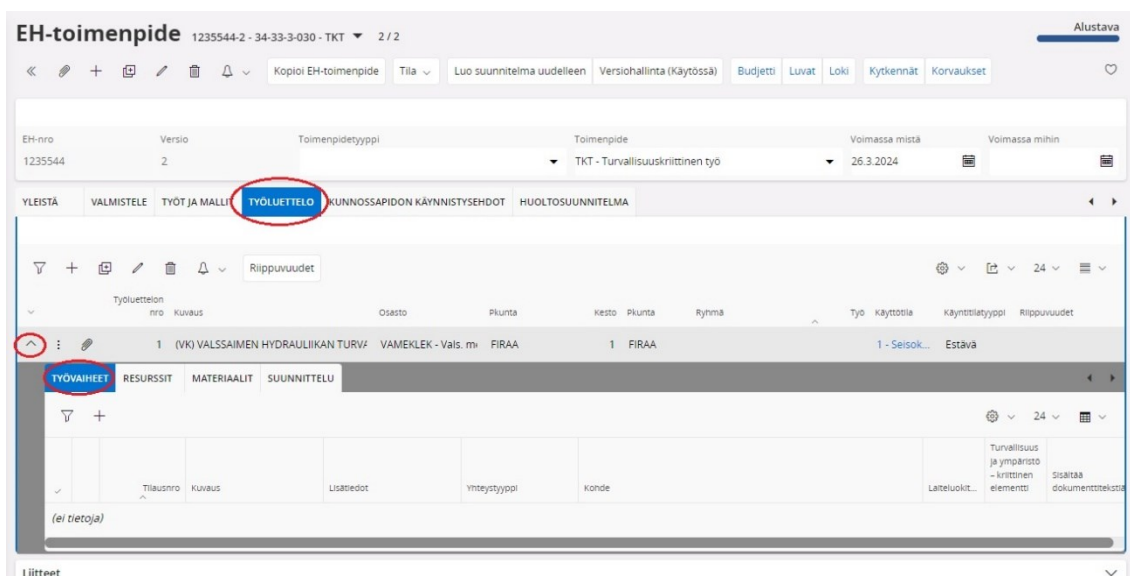 EH-toimenpide 1235544-2 - 34-33-3-030 - TKT 2/2 Alustava
Kopioi EH-toimenpide Tila Luo suunnitelma uudelleen Versiohallinta (Käytössä) Budjetti Luvat Loki Kytkennät Korvaukset
EH-nro Versio Toimenpidetyyppi Toimenpide Voimassa mistä Voimassa mihin
1235544 2 TKT - Turvallisuuskriittinen työ 26.3.2024
YLEISTÄ VALMISTELE TYÖT JA MALLIT TYÖLUETTELO KUNNOSSAPIDON KÄYNNISTYSEHDOT HUOLTOSUUNNITELMA
Riippuvuudet 24
Työluettelon
nro Kuvaus Osasto Pkunta Kesto Pkunta Ryhmä Työ Käyttötila Käyntitilatyyppi Riippuvuudet
1 (VK) VALSSAIMEN HYDRAULIIKAN TURVA VAMEKLEK - Vals. me FIRAA 1 FIRAA 1 - Seisok... Estävä
TYÖVAIHEET RESURSSIT MATERIAALIT SUUNNITTELU
24
Turvallisuus
ja ympäristö
– kriittinen
elementti
Tilausnro Kuvaus Lisätiedot Yhteystyyppi Kohde Laiteluokit... Sisältää
dokumenttitekstiä
(ei tietoja)
Liitteet